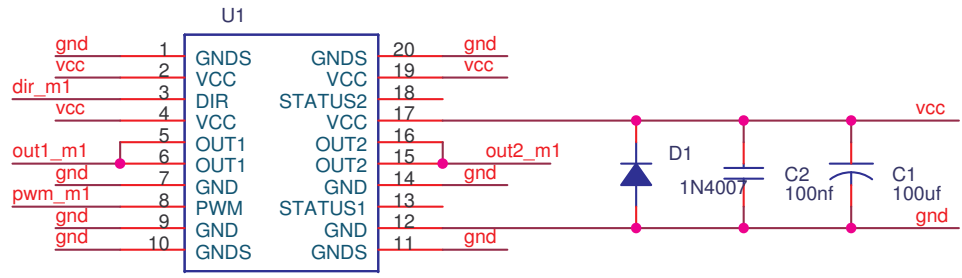 U1
gnd 1 GNDS GNDS 20 gnd
vcc 2 VCC VCC 19 vcc
dir_m1 3 DIR STATUS2 18
vcc 4 VCC VCC 17 vcc
5 OUT1 OUT2 16
out1_m1 6 OUT1 OUT2 15 out2_m1
gnd 7 GND GND 14 gnd
pwm_m1 8 PWM STATUS1 13
gnd 9 GND GND 12 gnd
gnd 10 GNDS GNDS 11 gnd
D1
1N4007
C2
100nf
C1
100uf